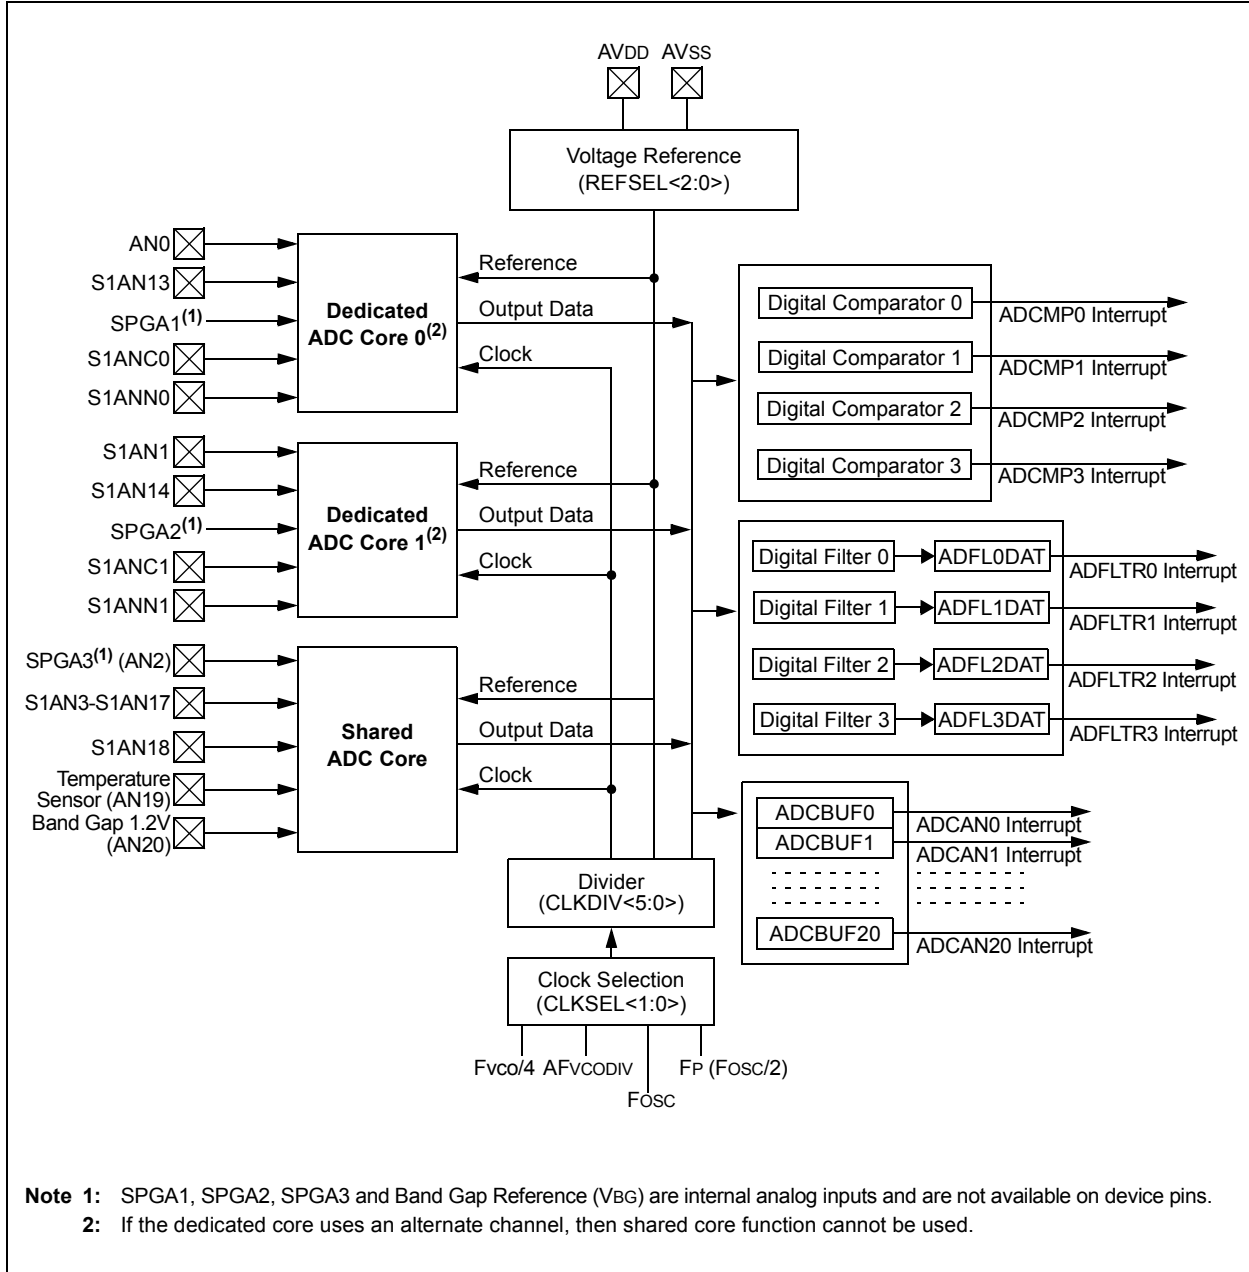 AVDD AVSS
Voltage Reference
(REFSEL<2:0>)
AN0
S1AN13
SPGA1(1)
S1ANC0
S1ANN0
Dedicated
ADC Core 0(2)
Reference
Output Data
Clock
S1AN1
S1AN14
SPGA2(1)
S1ANC1
S1ANN1
Dedicated
ADC Core 1(2)
Reference
Output Data
Clock
SPGA3(1) (AN2)
S1AN3-S1AN17
S1AN18
Temperature
Sensor (AN19)
Band Gap 1.2V
(AN20)
Shared
ADC Core
Reference
Output Data
Clock
Digital Comparator 0
ADCMP0 Interrupt
Digital Comparator 1
ADCMP1 Interrupt
Digital Comparator 2
ADCMP2 Interrupt
Digital Comparator 3
ADCMP3 Interrupt
Digital Filter 0 ADFL0DAT
ADFLTR0 Interrupt
Digital Filter 1 ADFL1DAT
ADFLTR1 Interrupt
Digital Filter 2 ADFL2DAT
ADFLTR2 Interrupt
Digital Filter 3 ADFL3DAT
ADFLTR3 Interrupt
ADCBUF0
ADCAN0 Interrupt
ADCBUF1
ADCAN1 Interrupt
ADCBUF20
ADCAN20 Interrupt
Divider
(CLKDIV<5:0>)
Clock Selection
(CLKSEL<1:0>)
Fvco/4 AFVCODIV FP (FOSC/2)
FOSC
Note 1: SPGA1, SPGA2, SPGA3 and Band Gap Reference (VBG) are internal analog inputs and are not available on device pins.
2: If the dedicated core uses an alternate channel, then shared core function cannot be used.